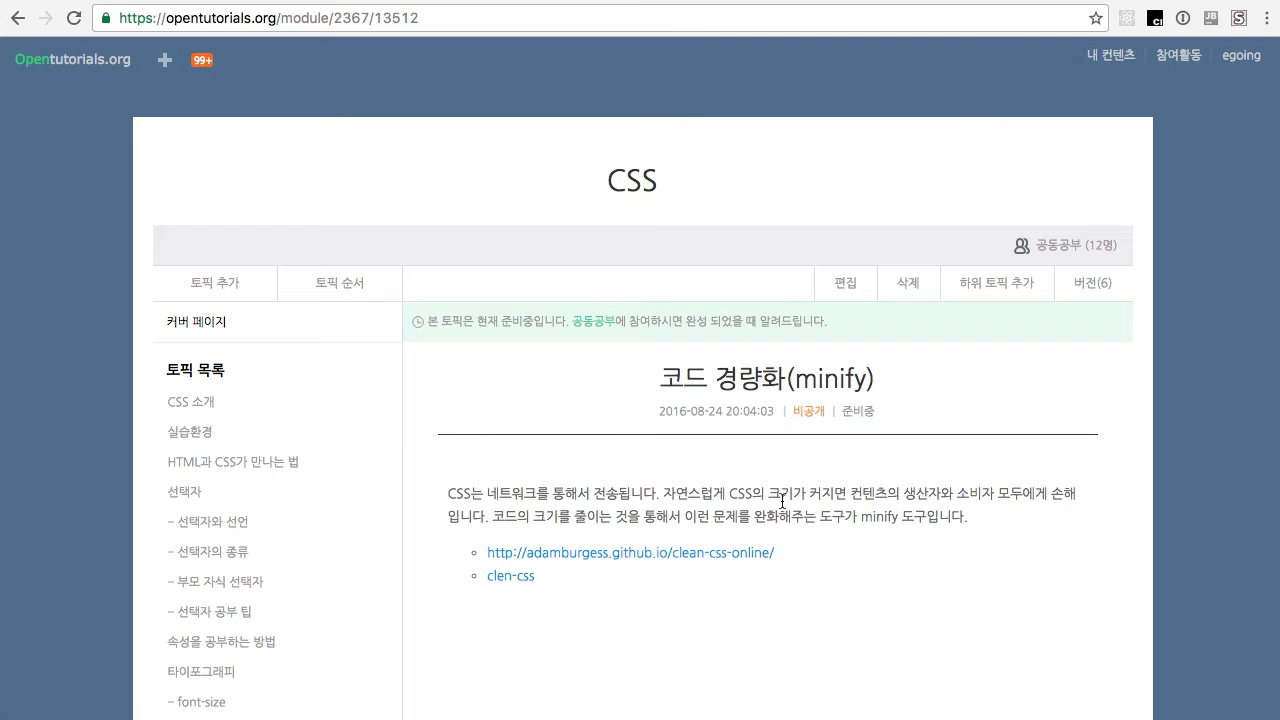 https://opentutorials.org/module/2367/13512
Opentutorials.org
99+
내 컨텐츠
참여활동
egoing
CSS
공동공부 (12명)
토픽 추가
토픽 순서
편집
삭제
하위 토픽 추가
버전(6)
커버 페이지
본 토픽은 현재 준비중입니다. 공동공부에 참여하시면 완성 되었을 때 알려드립니다.
토픽 목록
CSS 소개
실습환경
HTML과 CSS가 만나는 법
선택자
– 선택자와 선언
– 선택자의 종류
– 부모 자식 선택자
– 선택자 공부 팁
속성을 공부하는 방법
타이포그래피
– font-size
코드 경량화(minify)
2016-08-24 20:04:03 | 비공개 | 준비중
CSS는 네트워크를 통해서 전송됩니다. 자연스럽게 CSS의 크기가 커지면 컨텐츠의 생산자와 소비자 모두에게 손해
입니다. 코드의 크기를 줄이는 것을 통해서 이런 문제를 완화해주는 도구가 minify 도구입니다.
http://adamburgess.github.io/clean-css-online/
clen-css